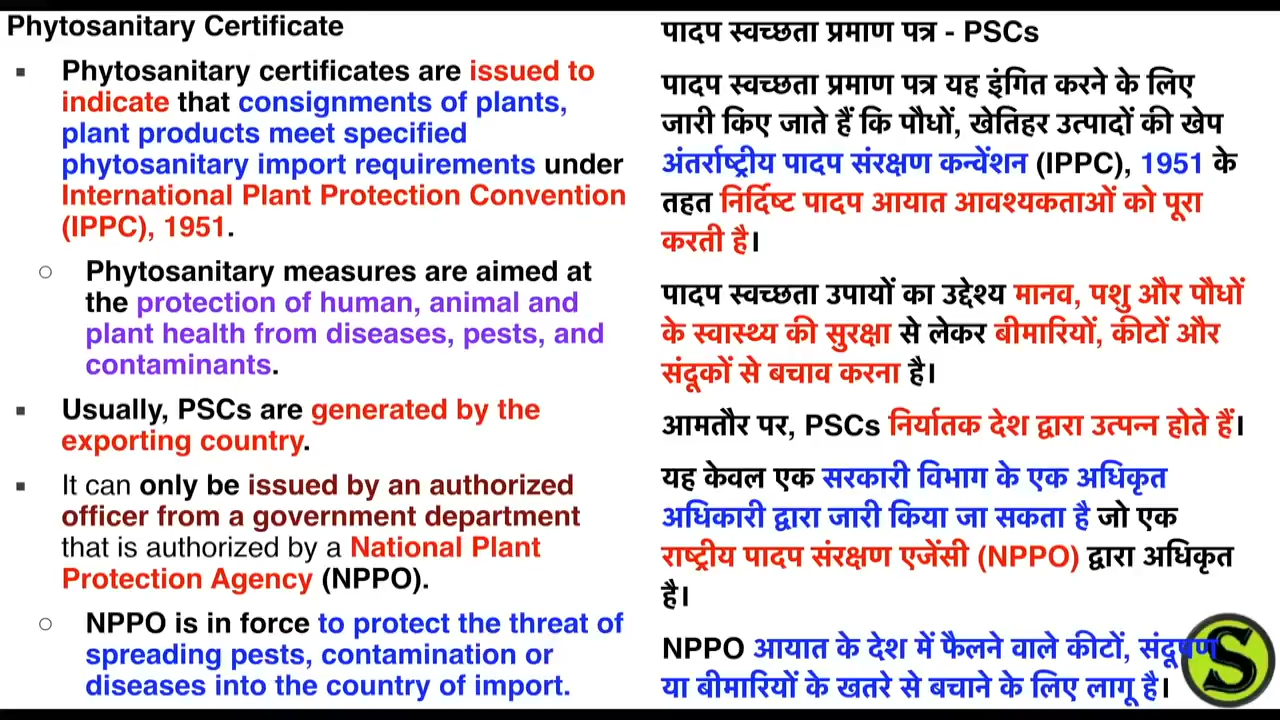 Phytosanitary Certificate
▪ Phytosanitary certificates are issued to
indicate that consignments of plants,
plant products meet specified
phytosanitary import requirements under
International Plant Protection Convention
(IPPC), 1951.
○ Phytosanitary measures are aimed at
the protection of human, animal and
plant health from diseases, pests, and
contaminants.
▪ Usually, PSCs are generated by the
exporting country.
▪ It can only be issued by an authorized
officer from a government department
that is authorized by a National Plant
Protection Agency (NPPO).
○ NPPO is in force to protect the threat of
spreading pests, contamination or
diseases into the country of import.
पादप स्वच्छता प्रमाण पत्र - PSCs
पादप स्वच्छता प्रमाण पत्र यह इंगित करने के लिए
जारी किए जाते हैं कि पौधों, खेतिहर उत्पादों की खेप
अंतर्राष्ट्रीय पादप संरक्षण कन्वेंशन (IPPC), 1951 के
तहत निर्दिष्ट पादप आयात आवश्यकताओं को पूरा
करती है।
पादप स्वच्छता उपायों का उद्देश्य मानव, पशु और पौधों
के स्वास्थ्य की सुरक्षा से लेकर बीमारियों, कीटों और
संदूकों से बचाव करना है।
आमतौर पर, PSCs निर्यातक देश द्वारा उत्पन्न होते हैं।
यह केवल एक सरकारी विभाग के एक अधिकृत
अधिकारी द्वारा जारी किया जा सकता है जो एक
राष्ट्रीय पादप संरक्षण एजेंसी (NPPO) द्वारा अधिकृत
है।
NPPO आयात के देश में फैलने वाले कीटों, संदूषण
या बीमारियों के खतरे से बचाने के लिए लागू है।
S